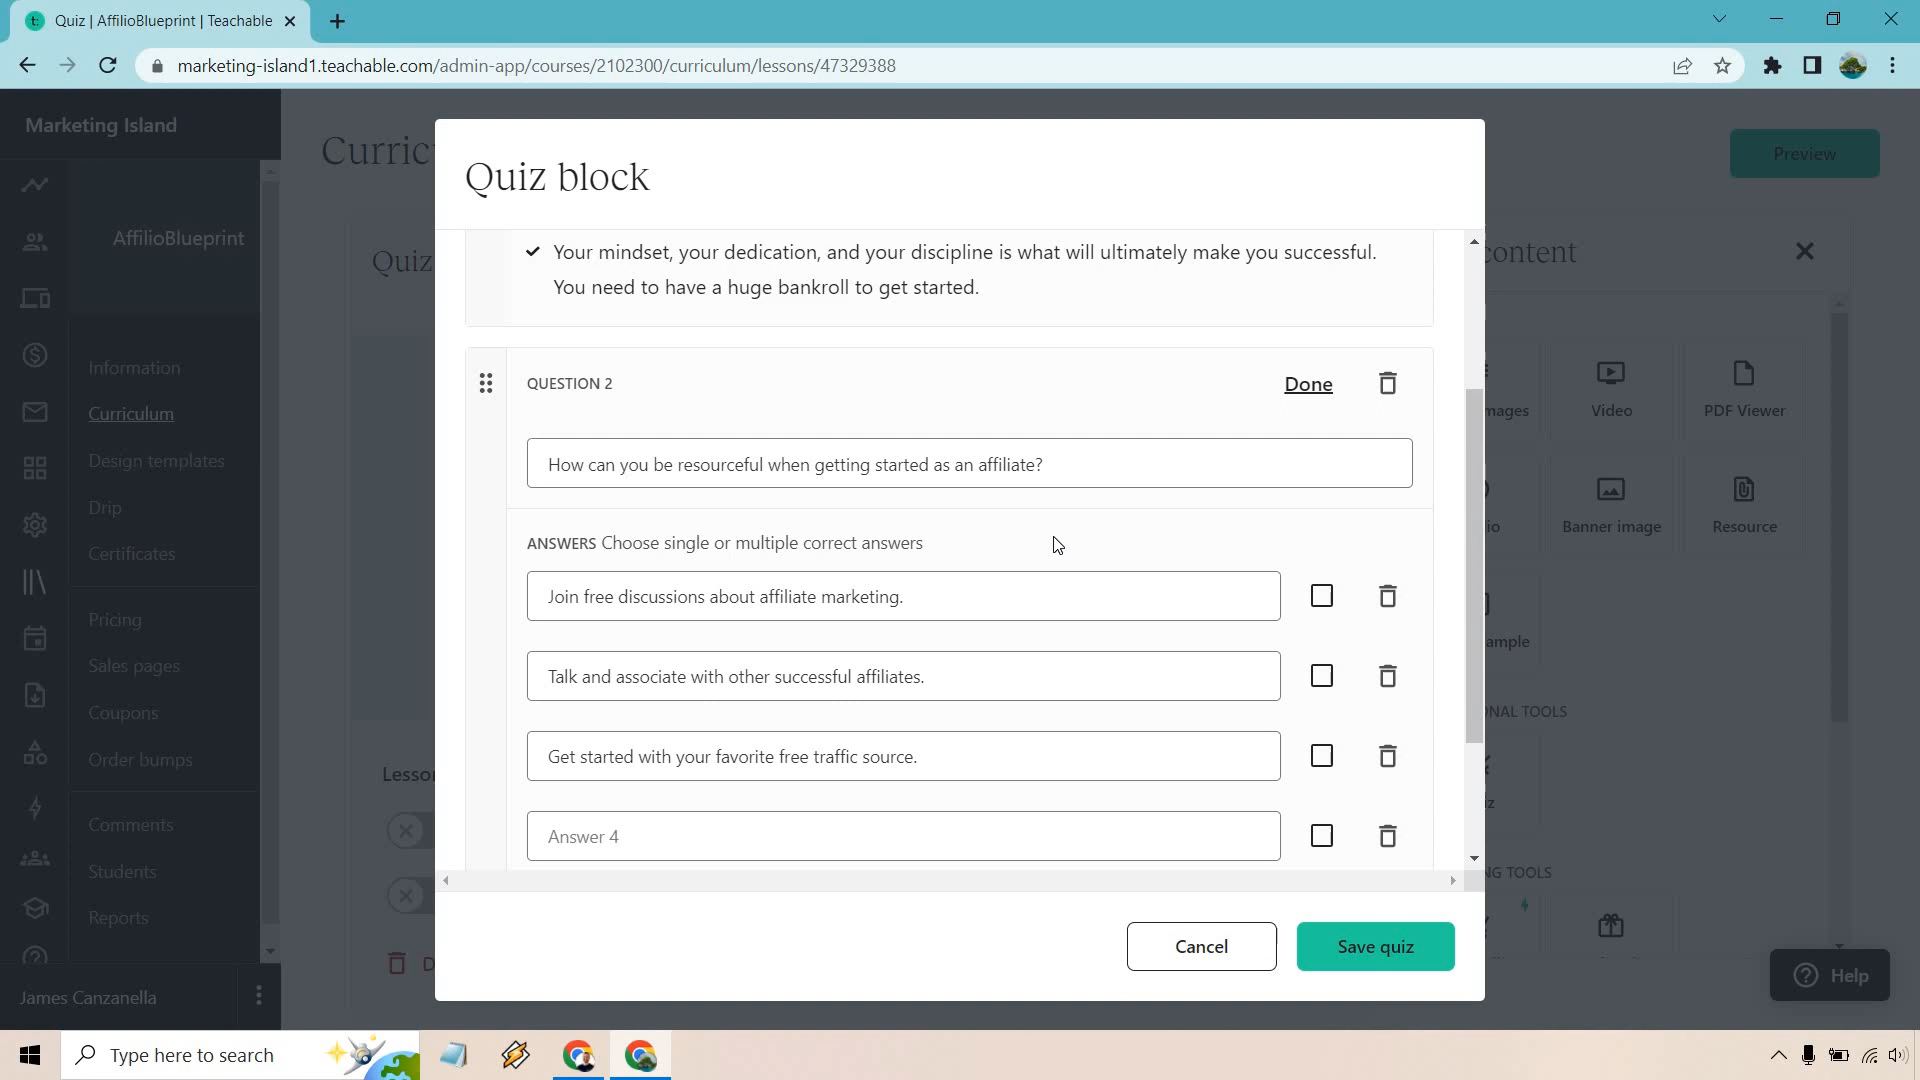 Quiz | AffilioBlueprint | Teachable
marketing-island1.teachable.com/admin-app/courses/2102300/curriculum/lessons/47329388
Marketing Island
Curric
Preview
AffilioBlueprint
Quiz
content
Information
Curriculum
Design templates
Drip
Certificates
Pricing
Sales pages
Coupons
Order bumps
Comments
Students
Reports
James Canzanella
Quiz block
Your mindset, your dedication, and your discipline is what will ultimately make you successful.
You need to have a huge bankroll to get started.
QUESTION 2
Done
How can you be resourceful when getting started as an affiliate?
ANSWERS Choose single or multiple correct answers
Join free discussions about affiliate marketing.
Talk and associate with other successful affiliates.
Get started with your favorite free traffic source.
Answer 4
Cancel
Save quiz
Lesso
D
mages
Video
PDF Viewer
io
Banner image
Resource
ample
NAL TOOLS
iz
NG TOOLS
Help
Type here to search